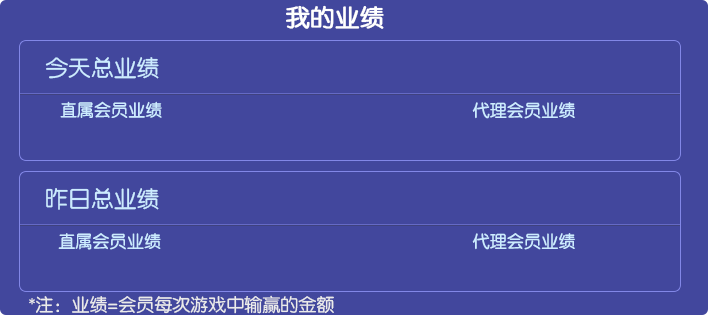 我的业绩
今天总业绩
直属会员业绩 代理会员业绩
昨日总业绩
直属会员业绩 代理会员业绩
*注：业绩=会员每次游戏中输赢的金额